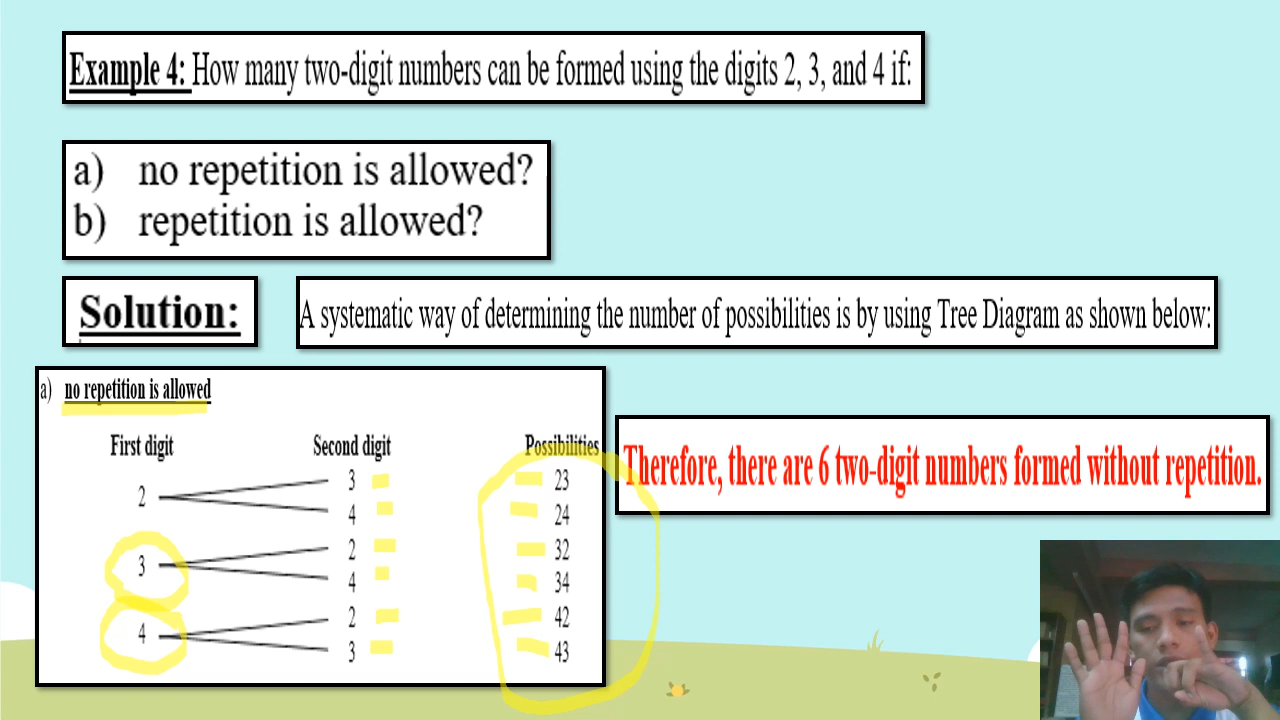 Example 4: How many two-digit numbers can be formed using the digits 2, 3, and 4 if:
a) no repetition is allowed?
b) repetition is allowed?
Solution:
A systematic way of determining the number of possibilities is by using Tree Diagram as shown below:
a) no repetition is allowed
First digit Second digit Possibilities
2 3 23
4 24
3 2 32
4 34
4 2 42
3 43
Therefore, there are 6 two-digit numbers formed without repetition.